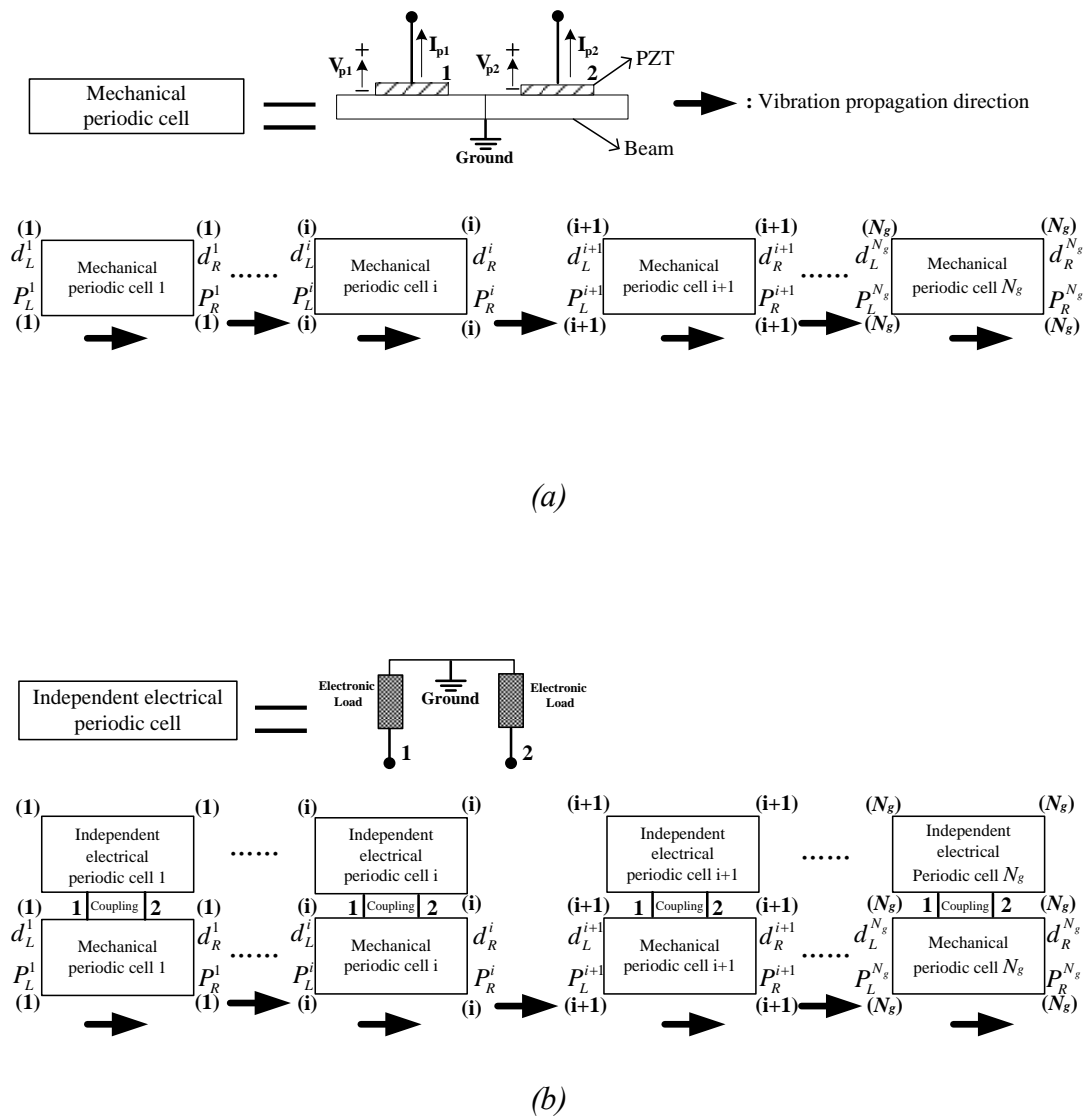 I_{p1} I_{p2} PZT
V_{p1} + − 1 V_{p2} + − 2
Mechanical
periodic cell
: Vibration propagation direction
Ground
Beam
(1) (1) (i) (i) (i+1) (i+1) (N_g) (N_g)
d_L^1 d_R^1 d_L^i d_R^i d_L^{i+1} d_R^{i+1} d_L^{N_g} d_R^{N_g}
Mechanical Mechanical Mechanical Mechanical
periodic cell 1 ...... periodic cell i periodic cell i+1 ...... periodic cell N_g
P_L^1 P_R^1 P_L^i P_R^i P_L^{i+1} P_R^{i+1} P_L^{N_g} P_R^{N_g}
(1) (1) (i) (i) (i+1) (i+1) (N_g) (N_g)
(a)
Independent electrical
periodic cell
Electronic
Load
Ground
Electronic
Load
1 2
(1) (1) (i) (i) (i+1) (i+1) (N_g) (N_g)
Independent Independent Independent Independent
electrical ...... electrical electrical ...... electrical
periodic cell 1 periodic cell i periodic cell i+1 Periodic cell N_g
(1) 1 Coupling 2 (1) (i) 1 Coupling 2 (i) (i+1) 1 Coupling 2 (i+1) (N_g) 1 Coupling 2 (N_g)
d_L^1 d_R^1 d_L^i d_R^i d_L^{i+1} d_R^{i+1} d_L^{N_g} d_R^{N_g}
Mechanical Mechanical Mechanical Mechanical
periodic cell 1 ...... periodic cell i periodic cell i+1 ...... periodic cell N_g
P_L^1 P_R^1 P_L^i P_R^i P_L^{i+1} P_R^{i+1} P_L^{N_g} P_R^{N_g}
(1) (1) (i) (i) (i+1) (i+1) (N_g) (N_g)
(b)